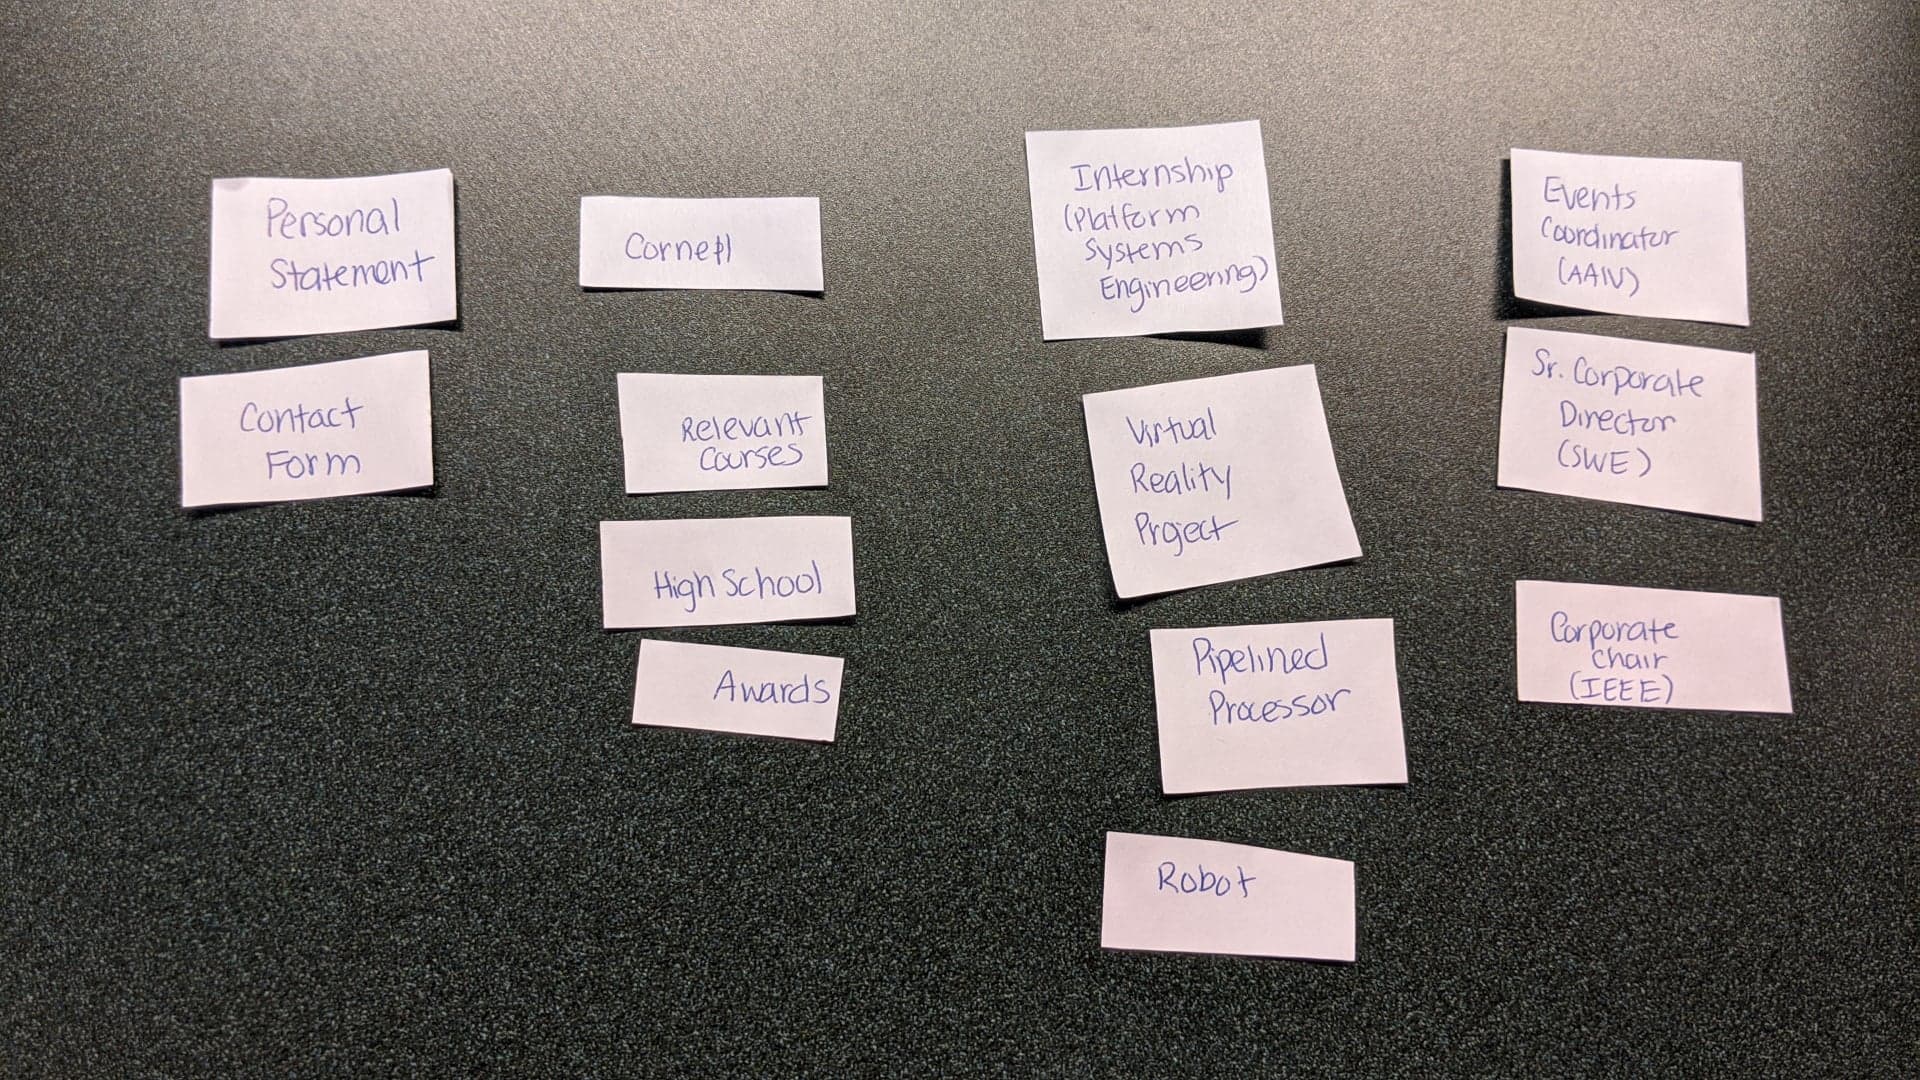 Personal
Statement
Contact
Form
Cornell
Relevant
Courses
High School
Awards
Internship
(Platform
Systems
Engineering)
Virtual
Reality
Project
Pipelined
Processor
Robot
Events
Coordinator
(AAIV)
Sr. Corporate
Director
(SWE)
Corporate
Chair
(IEEE)